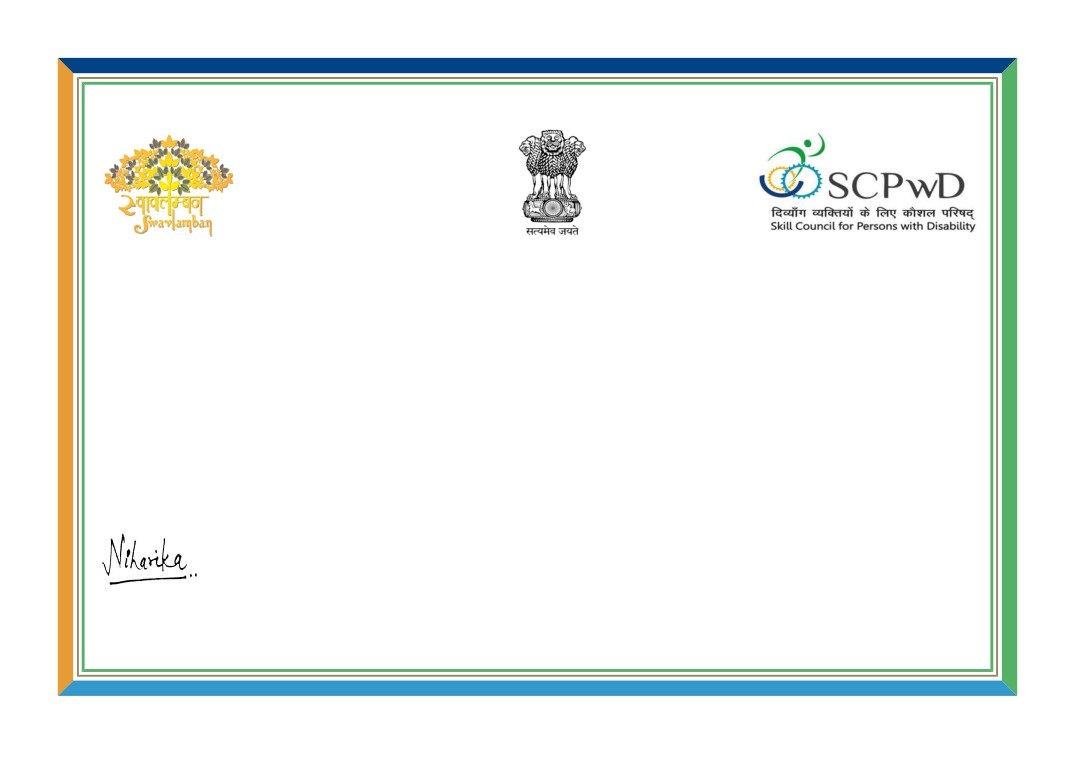 स्वावलम्बन
Swavlamban
सत्यमेव जयते
SCPwD
दिव्याँग व्यक्तियों के लिए कौशल परिषद्
Skill Council for Persons with Disability
Niharika